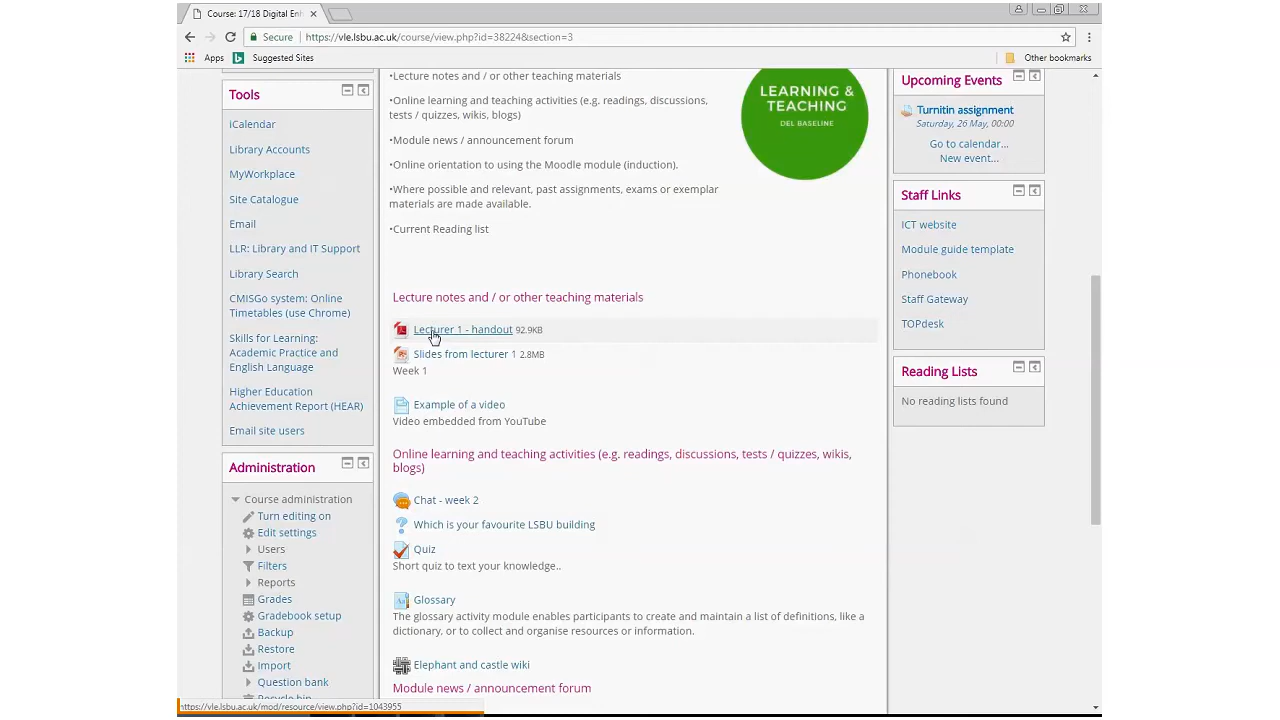 Course: 17/18 Digital Enh
Secure
https://vle.lsbu.ac.uk/course/view.php?id=38224&section=3
Apps
Suggested Sites
Other bookmarks
Tools
iCalendar
Library Accounts
MyWorkplace
Site Catalogue
Email
LLR: Library and IT Support
Library Search
CMISGo system: Online
Timetables (use Chrome)
Skills for Learning:
Academic Practice and
English Language
Higher Education
Achievement Report (HEAR)
Email site users
Administration
Course administration
Turn editing on
Edit settings
Users
Filters
Reports
Grades
Gradebook setup
Backup
Restore
Import
Question bank
Recycle bin
https://vle.lsbu.ac.uk/mod/resource/view.php?id=1043955
•Lecture notes and / or other teaching materials
•Online learning and teaching activities (e.g. readings, discussions,
tests / quizzes, wikis, blogs)
•Module news / announcement forum
•Online orientation to using the Moodle module (induction).
•Where possible and relevant, past assignments, exams or exemplar
materials are made available.
•Current Reading list
LEARNING &
TEACHING
DEL BASELINE
Lecture notes and / or other teaching materials
Lecturer 1 - handout 92.9KB
Slides from lecturer 1 2.8MB
Week 1
Example of a video
Video embedded from YouTube
Online learning and teaching activities (e.g. readings, discussions, tests / quizzes, wikis,
blogs)
Chat - week 2
Which is your favourite LSBU building
Quiz
Short quiz to text your knowledge..
Glossary
The glossary activity module enables participants to create and maintain a list of definitions, like a
dictionary, or to collect and organise resources or information.
Elephant and castle wiki
Module news / announcement forum
Upcoming Events
Turnitin assignment
Saturday, 26 May, 00:00
Go to calendar...
New event...
Staff Links
ICT website
Module guide template
Phonebook
Staff Gateway
TOPdesk
Reading Lists
No reading lists found